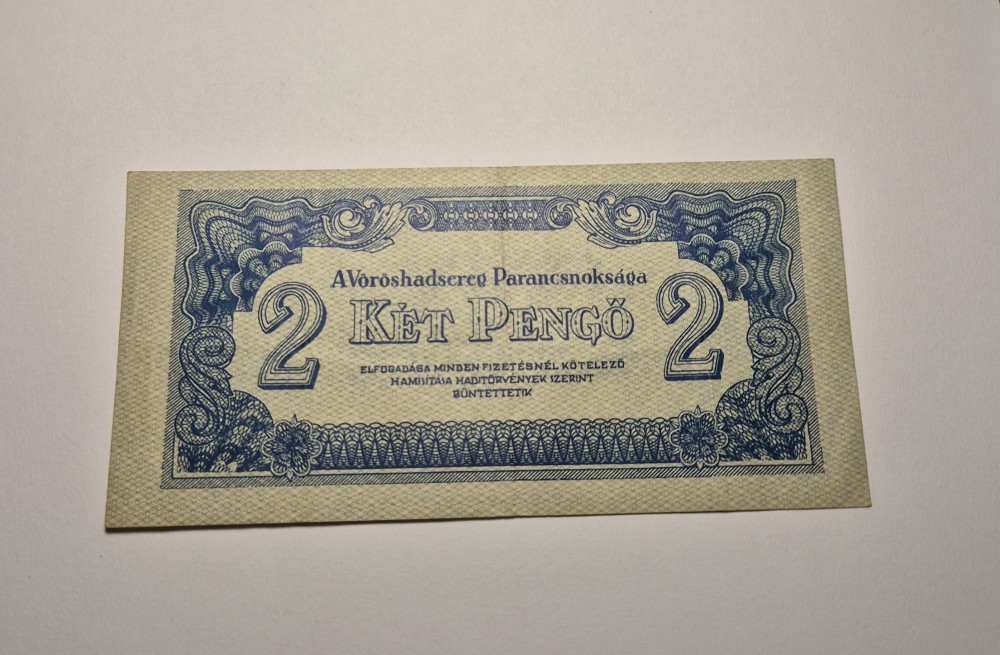 A Vöröshadsereg Parancsnoksága
2 KÉT PENGŐ 2
ELFOGADÁSA MINDEN FIZETÉSNÉL KÖTELEZŐ
HAMISITÁSA HADITÖRVÉNYEK SZERINT
BÜNTETTETIK